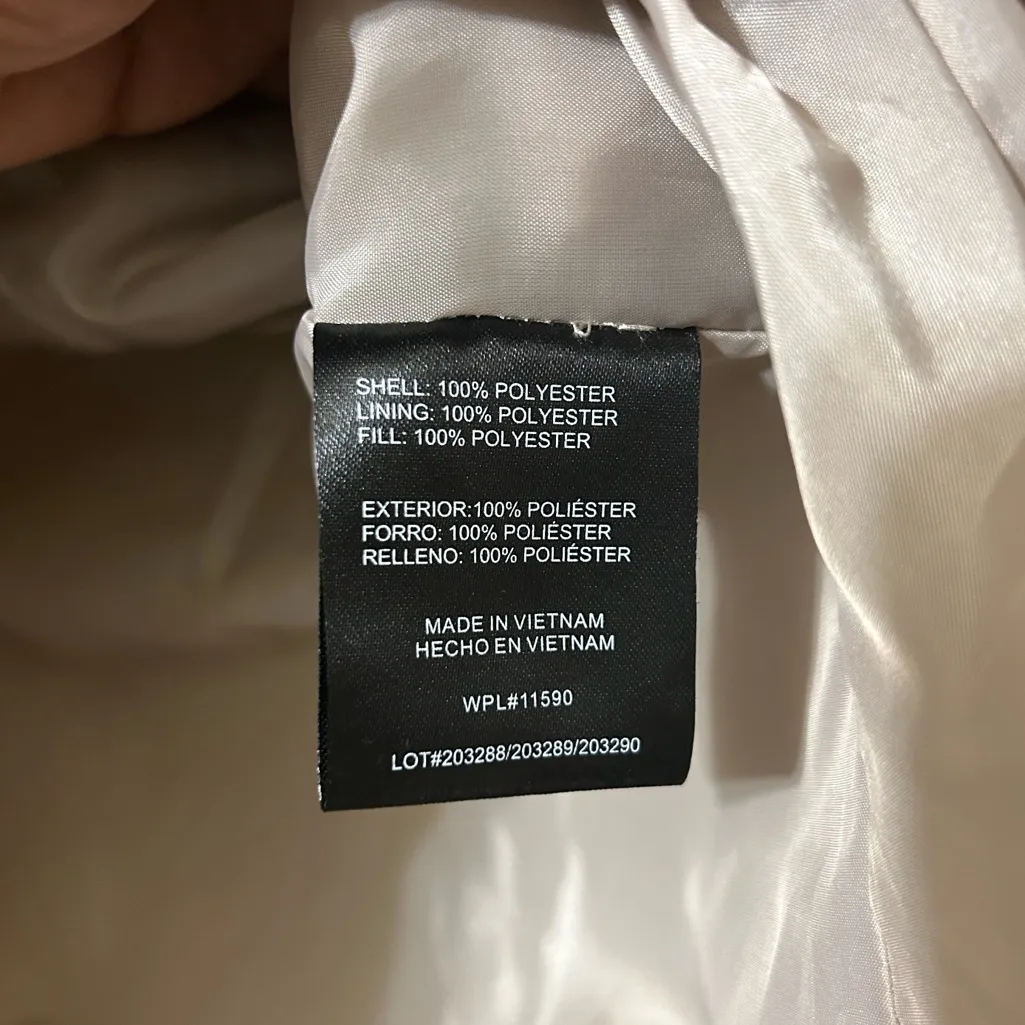 SHELL: 100% POLYESTER
LINING: 100% POLYESTER
FILL: 100% POLYESTER
EXTERIOR:100% POLIÉSTER
FORRO: 100% POLIÉSTER
RELLENO: 100% POLIÉSTER
MADE IN VIETNAM
HECHO EN VIETNAM
WPL#11590
LOT#203288/203289/203290